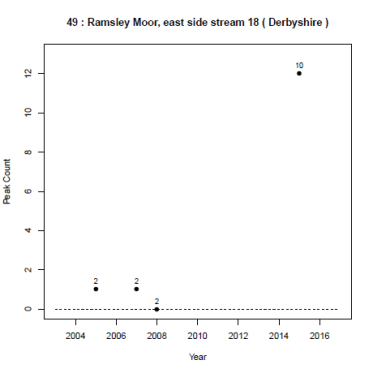 49 : Ramsley Moor, east side stream 18 ( Derbyshire )
10
12
10
8
6
4
2
0
Peak Count
2
2
2
2004 2006 2008 2010 2012 2014 2016
Year